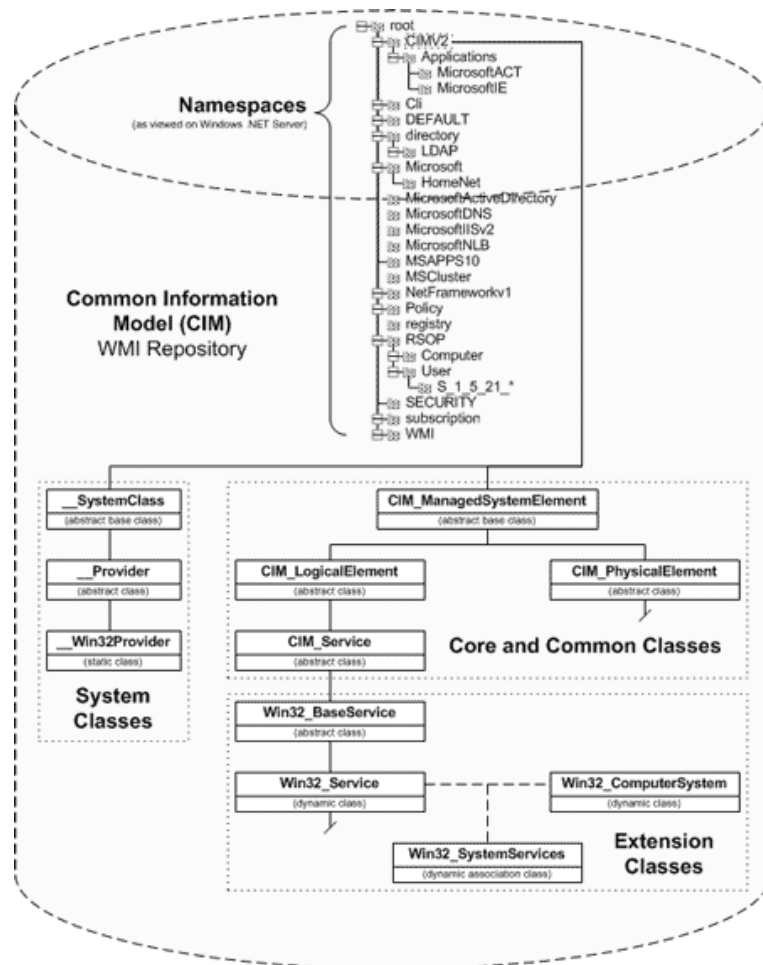 root
CIMV2
Applications
MicrosoftACT
MicrosoftIE
Namespaces
(as viewed on Windows .NET Server)
Cli
DEFAULT
directory
LDAP
Microsoft
HomeNet
MicrosoftActiveDirectory
MicrosoftDNS
MicrosoftIISv2
MicrosoftNLB
MSAPPS10
MSCluster
NetFrameworkv1
Policy
registry
RSOP
Computer
User
S_1_5_21_*
SECURITY
subscription
WMI
Common Information
Model (CIM)
WMI Repository
__SystemClass
(abstract base class)
__Provider
(abstract class)
__Win32Provider
(static class)
System
Classes
CIM_ManagedSystemElement
(abstract base class)
CIM_LogicalElement
(abstract class)
CIM_PhysicalElement
(abstract class)
CIM_Service
(abstract class)
Core and Common Classes
Win32_BaseService
(abstract class)
Win32_Service
(dynamic class)
Win32_ComputerSystem
(dynamic class)
Win32_SystemServices
(dynamic association class)
Extension
Classes